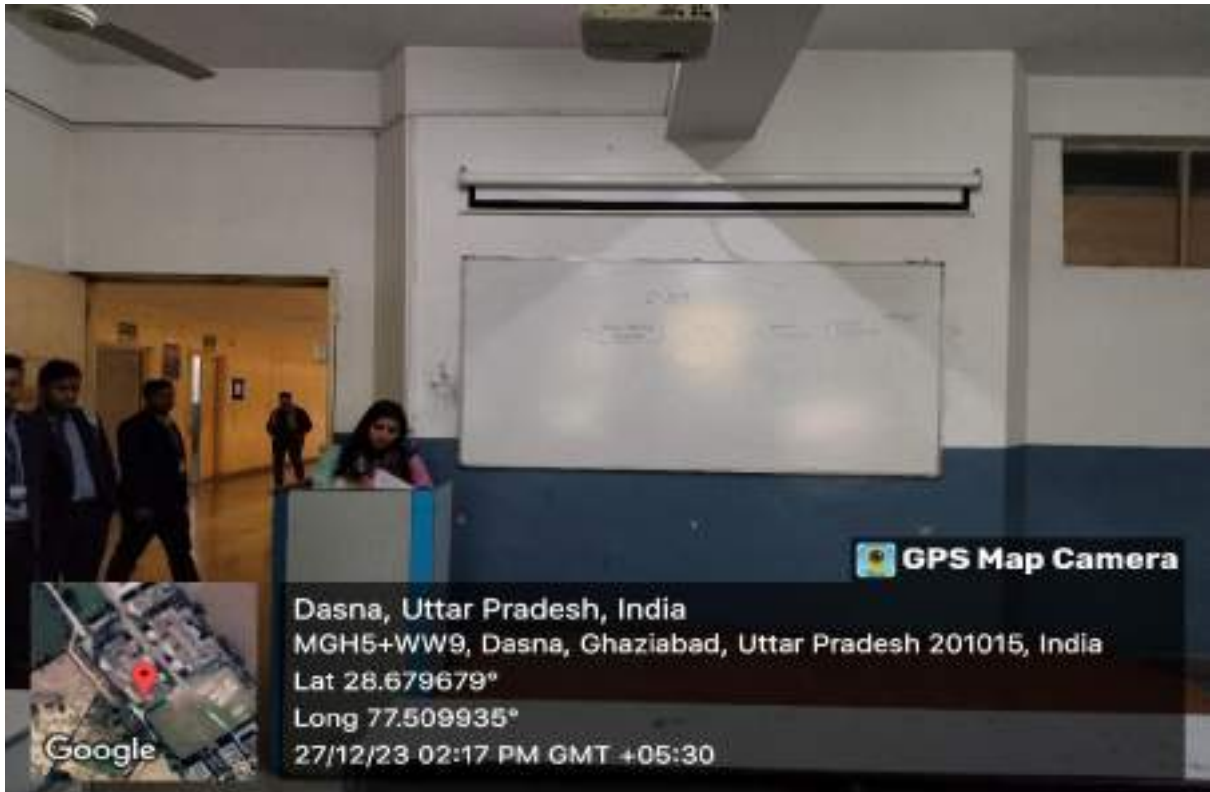 GPS Map Camera
Dasna, Uttar Pradesh, India
MGH5+WW9, Dasna, Ghaziabad, Uttar Pradesh 201015, India
Lat 28.679679°
Long 77.509935°
27/12/23 02:17 PM GMT +05:30
Google